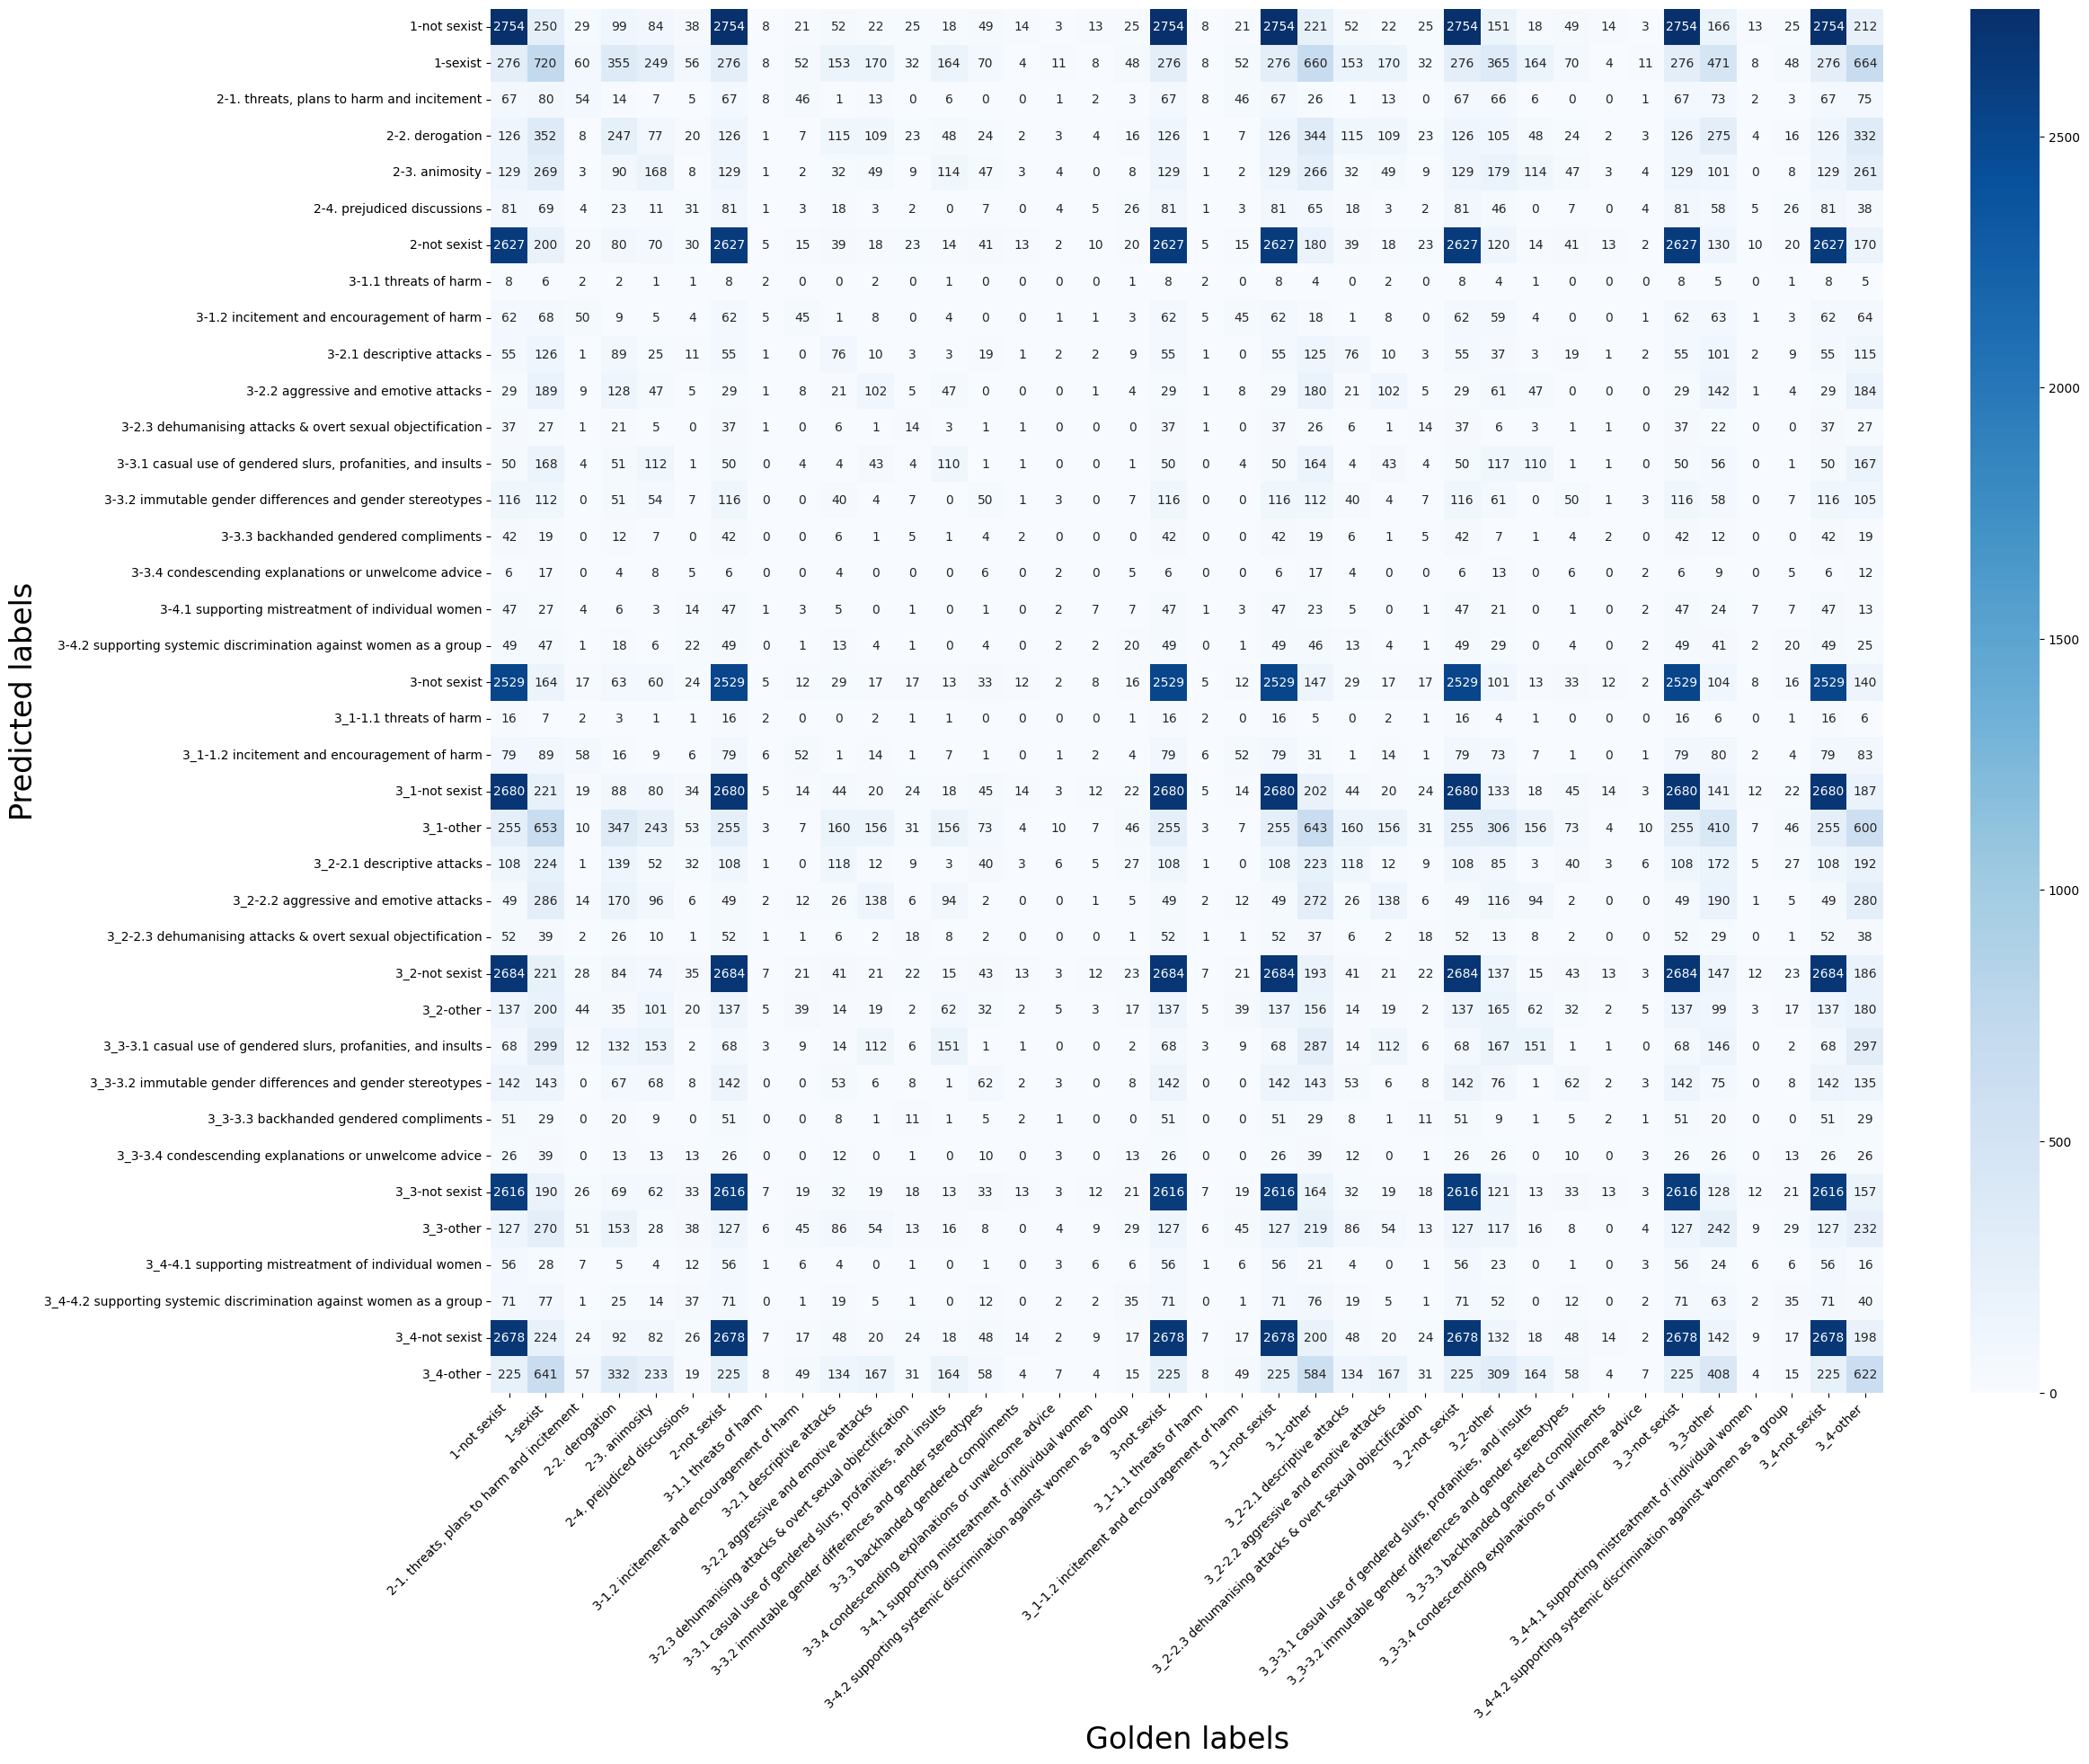 1-not sexist 2754 250 29 99 84 38 2754 8 21 52 22 25 18 49 14 3 13 25 2754 8 21 2754 221 52 22 25 2754 151 18 49 14 3 2754 166 13 25 2754 212
1-sexist 276 720 60 355 249 56 276 8 52 153 170 32 164 70 4 11 8 48 276 8 52 276 660 153 170 32 276 365 164 70 4 11 276 471 8 48 276 664
2-1. threats, plans to harm and incitement 67 80 54 14 7 5 67 8 46 1 13 0 6 0 0 1 2 3 67 8 46 67 26 1 13 0 67 66 6 0 0 1 67 73 2 3 67 75
2-2. derogation 126 352 8 247 77 20 126 1 7 115 109 23 48 24 2 3 4 16 126 1 7 126 344 115 109 23 126 105 48 24 2 3 126 275 4 16 126 332
2-3. animosity 129 269 3 90 168 8 129 1 2 32 49 9 114 47 3 4 0 8 129 1 2 129 266 32 49 9 129 179 114 47 3 4 129 101 0 8 129 261
2-4. prejudiced discussions 81 69 4 23 11 31 81 1 3 18 3 2 0 7 0 4 5 26 81 1 3 81 65 18 3 2 81 46 0 7 0 4 81 58 5 26 81 38
2-not sexist 2627 200 20 80 70 30 2627 5 15 39 18 23 14 41 13 2 10 20 2627 5 15 2627 180 39 18 23 2627 120 14 41 13 2 2627 130 10 20 2627 170
3-1.1 threats of harm 8 6 2 2 1 1 8 2 0 0 2 0 1 0 0 0 0 1 8 2 0 8 4 0 2 0 8 4 1 0 0 0 8 5 0 1 8 5
3-1.2 incitement and encouragement of harm 62 68 50 9 5 4 62 5 45 1 8 0 4 0 0 1 1 3 62 5 45 62 18 1 8 0 62 59 4 0 0 1 62 63 1 3 62 64
3-2.1 descriptive attacks 55 126 1 89 25 11 55 1 0 76 10 3 3 19 1 2 2 9 55 1 0 55 125 76 10 3 55 37 3 19 1 2 55 101 2 9 55 115
3-2.2 aggressive and emotive attacks 29 189 9 128 47 5 29 1 8 21 102 5 47 0 0 0 1 4 29 1 8 29 180 21 102 5 29 61 47 0 0 0 29 142 1 4 29 184
3-2.3 dehumanising attacks & overt sexual objectification 37 27 1 21 5 0 37 1 0 6 1 14 3 1 1 0 0 0 37 1 0 37 26 6 1 14 37 6 3 1 1 0 37 22 0 0 37 27
3-3.1 casual use of gendered slurs, profanities, and insults 50 168 4 51 112 1 50 0 4 4 43 4 110 1 1 0 0 1 50 0 4 50 164 4 43 4 50 117 110 1 1 0 50 56 0 1 50 167
3-3.2 immutable gender differences and gender stereotypes 116 112 0 51 54 7 116 0 0 40 4 7 0 50 1 3 0 7 116 0 0 116 112 40 4 7 116 61 0 50 1 3 116 58 0 7 116 105
3-3.3 backhanded gendered compliments 42 19 0 12 7 0 42 0 0 6 1 5 1 4 2 0 0 0 42 0 0 42 19 6 1 5 42 7 1 4 2 0 42 12 0 0 42 19
3-3.4 condescending explanations or unwelcome advice 6 17 0 4 8 5 6 0 0 4 0 0 0 6 0 2 0 5 6 0 0 6 17 4 0 0 6 13 0 6 0 2 6 9 0 5 6 12
3-4.1 supporting mistreatment of individual women 47 27 4 6 3 14 47 1 3 5 0 1 0 1 0 2 7 7 47 1 3 47 23 5 0 1 47 21 0 1 0 2 47 24 7 7 47 13
3-4.2 supporting systemic discrimination against women as a group 49 47 1 18 6 22 49 0 1 13 4 1 0 4 0 2 2 20 49 0 1 49 46 13 4 1 49 29 0 4 0 2 49 41 2 20 49 25
3-not sexist 2529 164 17 63 60 24 2529 5 12 29 17 17 13 33 12 2 8 16 2529 5 12 2529 147 29 17 17 2529 101 13 33 12 2 2529 104 8 16 2529 140
3_1-1.1 threats of harm 16 7 2 3 1 1 16 2 0 0 2 1 1 0 0 0 0 1 16 2 0 16 5 0 2 1 16 4 1 0 0 0 16 6 0 1 16 6
3_1-1.2 incitement and encouragement of harm 79 89 58 16 9 6 79 6 52 1 14 1 7 1 0 1 2 4 79 6 52 79 31 1 14 1 79 73 7 1 0 1 79 80 2 4 79 83
3_1-not sexist 2680 221 19 88 80 34 2680 5 14 44 20 24 18 45 14 3 12 22 2680 5 14 2680 202 44 20 24 2680 133 18 45 14 3 2680 141 12 22 2680 187
3_1-other 255 653 10 347 243 53 255 3 7 160 156 31 156 73 4 10 7 46 255 3 7 255 643 160 156 31 255 306 156 73 4 10 255 410 7 46 255 600
3_2-2.1 descriptive attacks 108 224 1 139 52 32 108 1 0 118 12 9 3 40 3 6 5 27 108 1 0 108 223 118 12 9 108 85 3 40 3 6 108 172 5 27 108 192
3_2-2.2 aggressive and emotive attacks 49 286 14 170 96 6 49 2 12 26 138 6 94 2 0 0 1 5 49 2 12 49 272 26 138 6 49 116 94 2 0 0 49 190 1 5 49 280
3_2-2.3 dehumanising attacks & overt sexual objectification 52 39 2 26 10 1 52 1 1 6 2 18 8 2 0 0 0 1 52 1 1 52 37 6 2 18 52 13 8 2 0 0 52 29 0 1 52 38
3_2-not sexist 2684 221 28 84 74 35 2684 7 21 41 21 22 15 43 13 3 12 23 2684 7 21 2684 193 41 21 22 2684 137 15 43 13 3 2684 147 12 23 2684 186
3_2-other 137 200 44 35 101 20 137 5 39 14 19 2 62 32 2 5 3 17 137 5 39 137 156 14 19 2 137 165 62 32 2 5 137 99 3 17 137 180
3_3-3.1 casual use of gendered slurs, profanities, and insults 68 299 12 132 153 2 68 3 9 14 112 6 151 1 1 0 0 2 68 3 9 68 287 14 112 6 68 167 151 1 1 0 68 146 0 2 68 297
3_3-3.2 immutable gender differences and gender stereotypes 142 143 0 67 68 8 142 0 0 53 6 8 1 62 2 3 0 8 142 0 0 142 143 53 6 8 142 76 1 62 2 3 142 75 0 8 142 135
3_3-3.3 backhanded gendered compliments 51 29 0 20 9 0 51 0 0 8 1 11 1 5 2 1 0 0 51 0 0 51 29 8 1 11 51 9 1 5 2 1 51 20 0 0 51 29
3_3-3.4 condescending explanations or unwelcome advice 26 39 0 13 13 13 26 0 0 12 0 1 0 10 0 3 0 13 26 0 0 26 39 12 0 1 26 26 0 10 0 3 26 26 0 13 26 26
3_3-not sexist 2616 190 26 69 62 33 2616 7 19 32 19 18 13 33 13 3 12 21 2616 7 19 2616 164 32 19 18 2616 121 13 33 13 3 2616 128 12 21 2616 157
3_3-other 127 270 51 153 28 38 127 6 45 86 54 13 16 8 0 4 9 29 127 6 45 127 219 86 54 13 127 117 16 8 0 4 127 242 9 29 127 232
3_4-4.1 supporting mistreatment of individual women 56 28 7 5 4 12 56 1 6 4 0 1 0 1 0 3 6 6 56 1 6 56 21 4 0 1 56 23 0 1 0 3 56 24 6 6 56 16
3_4-4.2 supporting systemic discrimination against women as a group 71 77 1 25 14 37 71 0 1 19 5 1 0 12 0 2 2 35 71 0 1 71 76 19 5 1 71 52 0 12 0 2 71 63 2 35 71 40
3_4-not sexist 2678 224 24 92 82 26 2678 7 17 48 20 24 18 48 14 2 9 17 2678 7 17 2678 200 48 20 24 2678 132 18 48 14 2 2678 142 9 17 2678 198
3_4-other 225 641 57 332 233 19 225 8 49 134 167 31 164 58 4 7 4 15 225 8 49 225 584 134 167 31 225 309 164 58 4 7 225 408 4 15 225 622
Predicted labels
1-not sexist
1-sexist
2-1. threats, plans to harm and incitement
2-2. derogation
2-3. animosity
2-4. prejudiced discussions
2-not sexist
3-1.1 threats of harm
3-1.2 incitement and encouragement of harm
3-2.1 descriptive attacks
3-2.2 aggressive and emotive attacks
3-2.3 dehumanising attacks & overt sexual objectification
3-3.1 casual use of gendered slurs, profanities, and insults
3-3.2 immutable gender differences and gender stereotypes
3-3.3 backhanded gendered compliments
3-3.4 condescending explanations or unwelcome advice
3-4.1 supporting mistreatment of individual women
3-4.2 supporting systemic discrimination against women as a group
3-not sexist
3_1-1.1 threats of harm
3_1-1.2 incitement and encouragement of harm
3_1-not sexist
3_1-other
3_2-2.1 descriptive attacks
3_2-2.2 aggressive and emotive attacks
3_2-2.3 dehumanising attacks & overt sexual objectification
3_2-not sexist
3_2-other
3_3-3.1 casual use of gendered slurs, profanities, and insults
3_3-3.2 immutable gender differences and gender stereotypes
3_3-3.3 backhanded gendered compliments
3_3-3.4 condescending explanations or unwelcome advice
3_3-not sexist
3_3-other
3_4-4.1 supporting mistreatment of individual women
3_4-4.2 supporting systemic discrimination against women as a group
3_4-not sexist
3_4-other
Golden labels
2500
2000
1500
1000
500
0